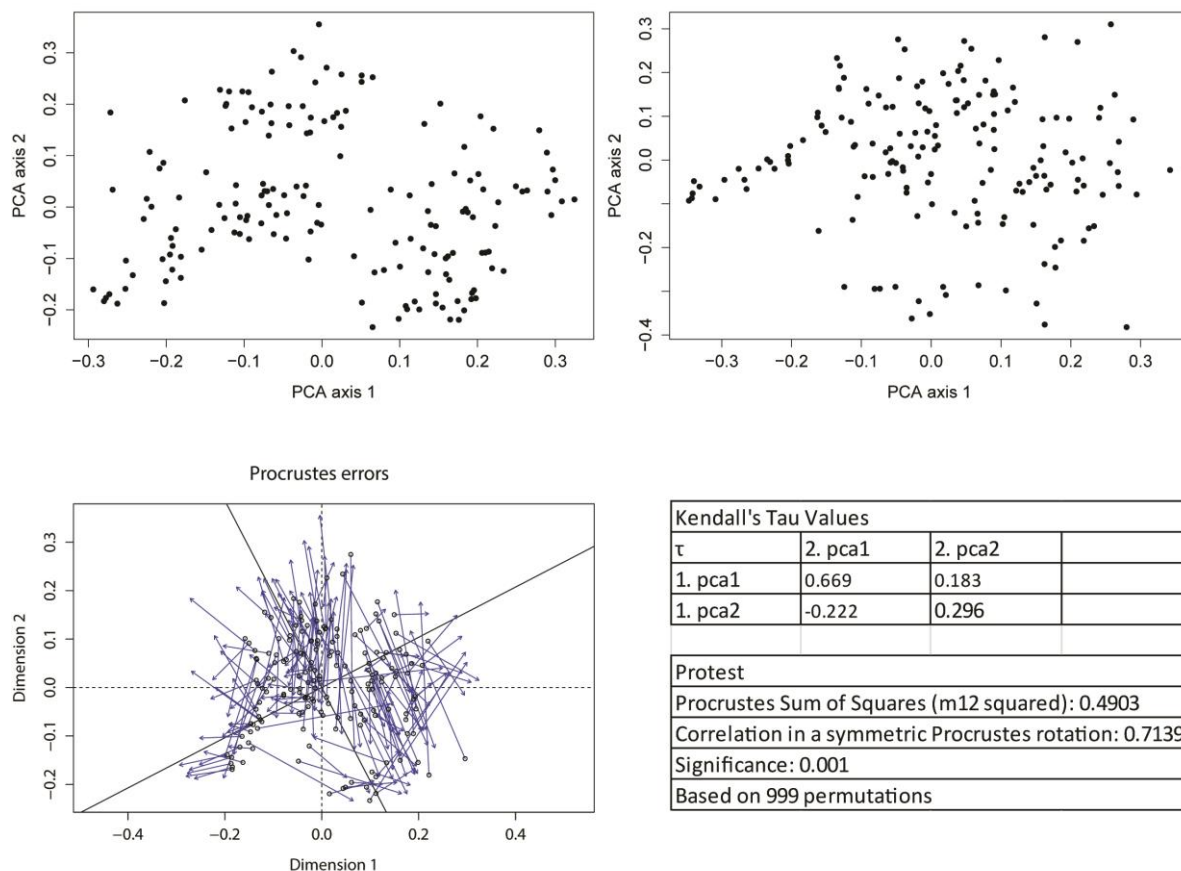 PCA axis 2
0.3
0.2
0.1
0.0
−0.1
−0.2
−0.3 −0.2 −0.1 0.0 0.1 0.2 0.3
PCA axis 1
PCA axis 2
0.2
0.0
−0.2
−0.4
−0.3 −0.2 −0.1 0.0 0.1 0.2 0.3
PCA axis 1
Procrustes errors
Dimension 2
0.3
0.2
0.1
0.0
−0.1
−0.2
−0.4 −0.2 0.0 0.2 0.4
Dimension 1
Kendall's Tau Values
τ 2. pca1 2. pca2
1. pca1 0.669 0.183
1. pca2 -0.222 0.296
Protest
Procrustes Sum of Squares (m12 squared): 0.4903
Correlation in a symmetric Procrustes rotation: 0.7139
Significance: 0.001
Based on 999 permutations